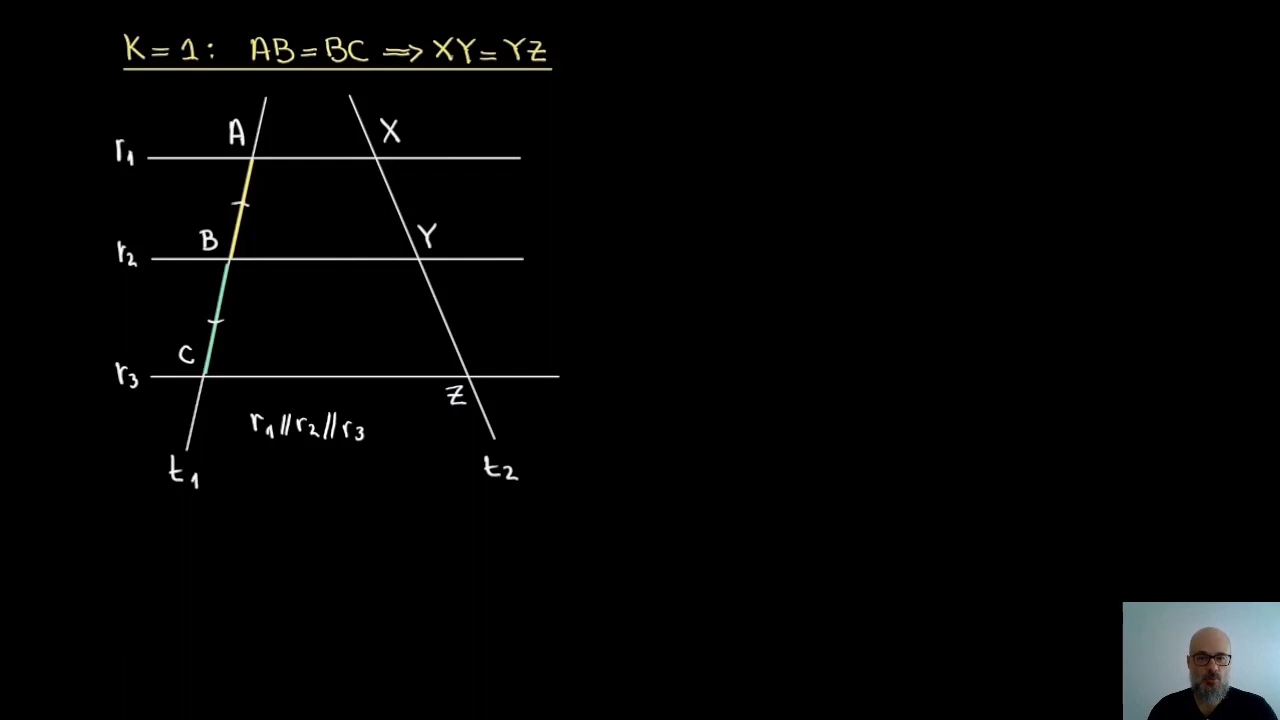 K = 1 : AB = BC ⟹ XY = YZ
A X
r₁
B Y
r₂
C
r₃
Z
r₁ // r₂ // r₃
t₁ t₂